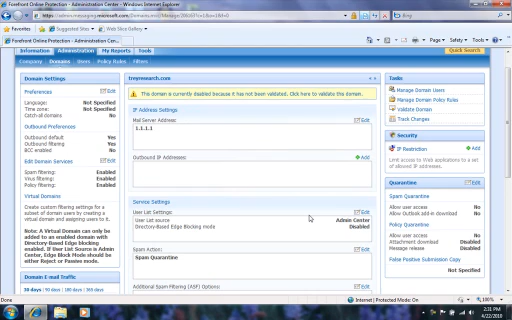 Forefront Online Protection - Administration Center - Windows Internet Explorer
Bing
Favorites
Suggested Sites
Web Slice Gallery
Forefront Online Protection - Administration Cen...
Page
Safety
Tools
Information
Administration
My Reports
Tools
Quick Search
Company
Domains
Users
Policy Rules
Filters
Domain Settings
Preferences
Edit
Language: Not Specified
Time zone: Not Specified
Catch-all domains No
Outbound Preferences
Outbound default Yes
Outbound filtering: Yes
BCC enabled No
Edit Domain Services
Edit
Spam filtering: Enabled
Virus filtering: Enabled
Policy filtering: Enabled
Virtual Domains
Create custom filtering settings for a
subset of domain users by creating a
virtual domain and assigning users to it.
Note: A Virtual Domain can only be
added to an enabled domain with
Directory-Based Edge blocking
enabled. If User List Source is Admin
Center, Edge Block Mode should be
either Reject or Passive mode.
Domain E-mail Traffic
30 days | 90 days | 180 days | 365 days
treyresearch.com
This domain is currently disabled because it has not been validated. Click here to validate this domain.
IP Address Settings
Mail Server Address:
Edit
1.1.1.1
Outbound IP Addresses:
Add
Service Settings
User List Settings:
Edit
User List source Admin Center
Directory-Based Edge Blocking mode Disabled
Spam Action:
Edit
Spam Quarantine
Additional Spam Filtering (ASF) Options:
Edit
Tasks
Manage Domain Users
Manage Domain Policy Rules
Validate Domain
Track Changes
Security
IP Restriction
Add
Limit access to Web applications to a set
of allowed IP addresses.
Quarantine
Edit
Spam Quarantine
Allow user access No
Allow Outlook add-in download No
Policy Quarantine
Allow user access No
Attachment download Disabled
Message release Disabled
False Positive Submission Copy
Not Specified
Done
Internet | Protected Mode: On
100%
2:31 PM
4/22/2010